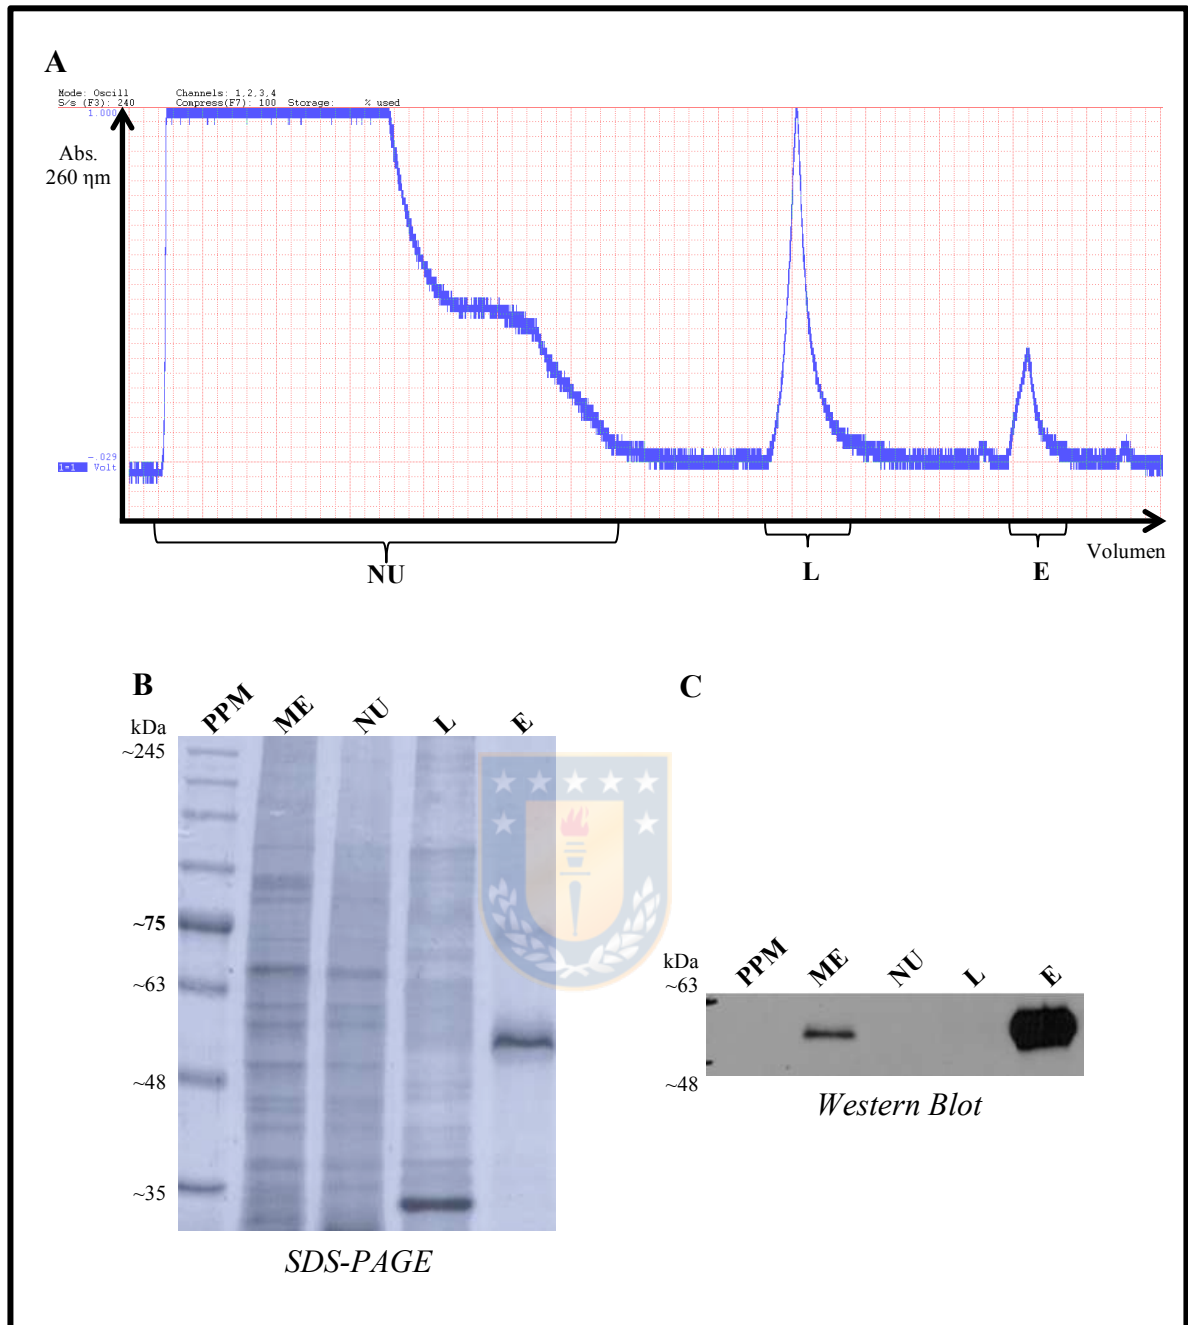 A
Mode: Oscill Channels: 1,2,3,4
S/s (F3): 240 Compress(F7): 100 Storage: % used
1.000
Abs.
260 ηm
-.029
1-1 Volt
Volumen
NU L E
B
C
PPM ME NU L E
kDa
~245
~75
~63
~48
~35
SDS-PAGE
PPM ME NU L E
kDa
~63
~48
Western Blot